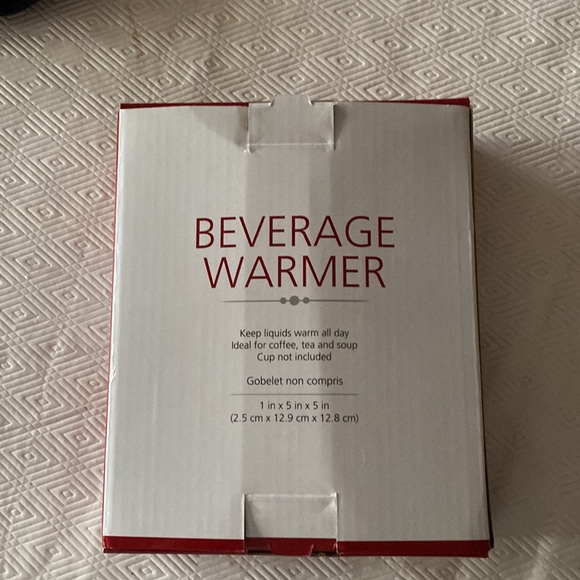 BEVERAGE
WARMER
Keep liquids warm all day
Ideal for coffee, tea and soup
Cup not included
Gobelet non compris
1 in x 5 in x 5 in
(2.5 cm x 12.9 cm x 12.8 cm)